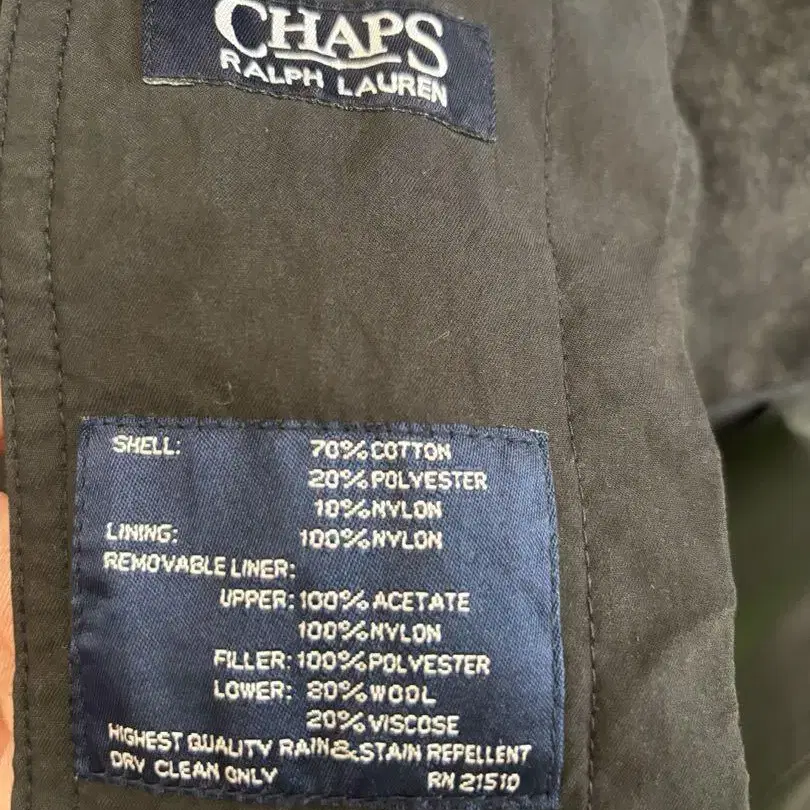 CHAPS
RALPH LAUREN
SHELL: 70% COTTON
20% POLYESTER
10% NYLON
LINING: 100% NYLON
REMOVABLE LINER:
UPPER: 100% ACETATE
100% NYLON
FILLER: 100% POLYESTER
LOWER: 80% WOOL
20% VISCOSE
HIGHEST QUALITY RAIN & STAIN REPELLENT
DRY CLEAN ONLY RN 21510